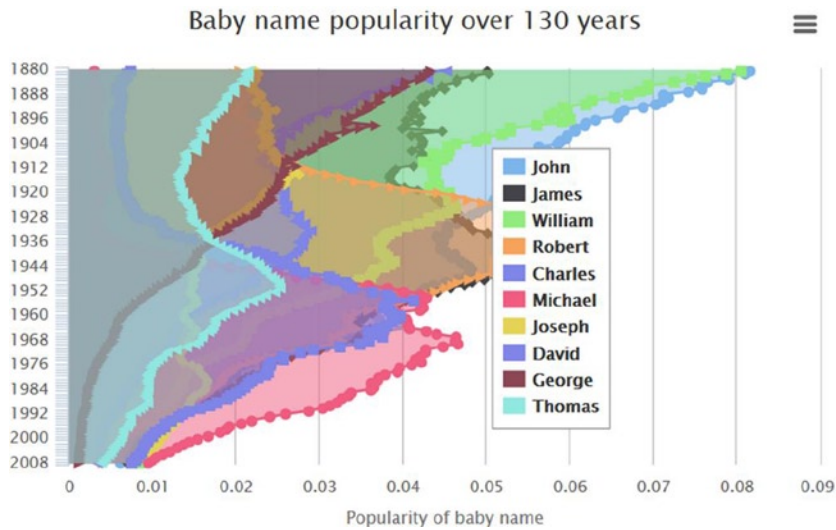 Baby name popularity over 130 years
1880
1888
1896
1904
1912
1920
1928
1936
1944
1952
1960
1968
1976
1984
1992
2000
2008
John
James
William
Robert
Charles
Michael
Joseph
David
George
Thomas
0 0.01 0.02 0.03 0.04 0.05 0.06 0.07 0.08 0.09
Popularity of baby name